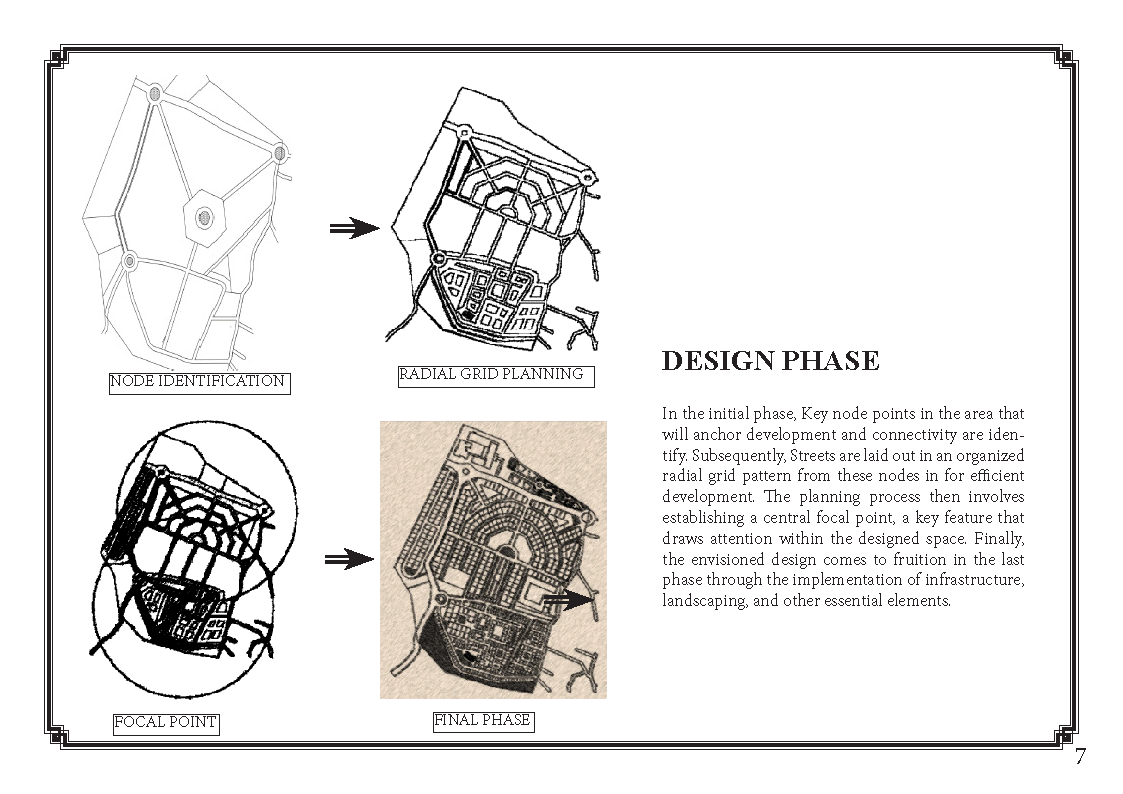 NODE IDENTIFICATION
RADIAL GRID PLANNING
FOCAL POINT
FINAL PHASE
DESIGN PHASE
In the initial phase, Key node points in the area that
will anchor development and connectivity are iden-
tify. Subsequently, Streets are laid out in an organized
radial grid pattern from these nodes in for efficient
development. The planning process then involves
establishing a central focal point, a key feature that
draws attention within the designed space. Finally,
the envisioned design comes to fruition in the last
phase through the implementation of infrastructure,
landscaping, and other essential elements.
7